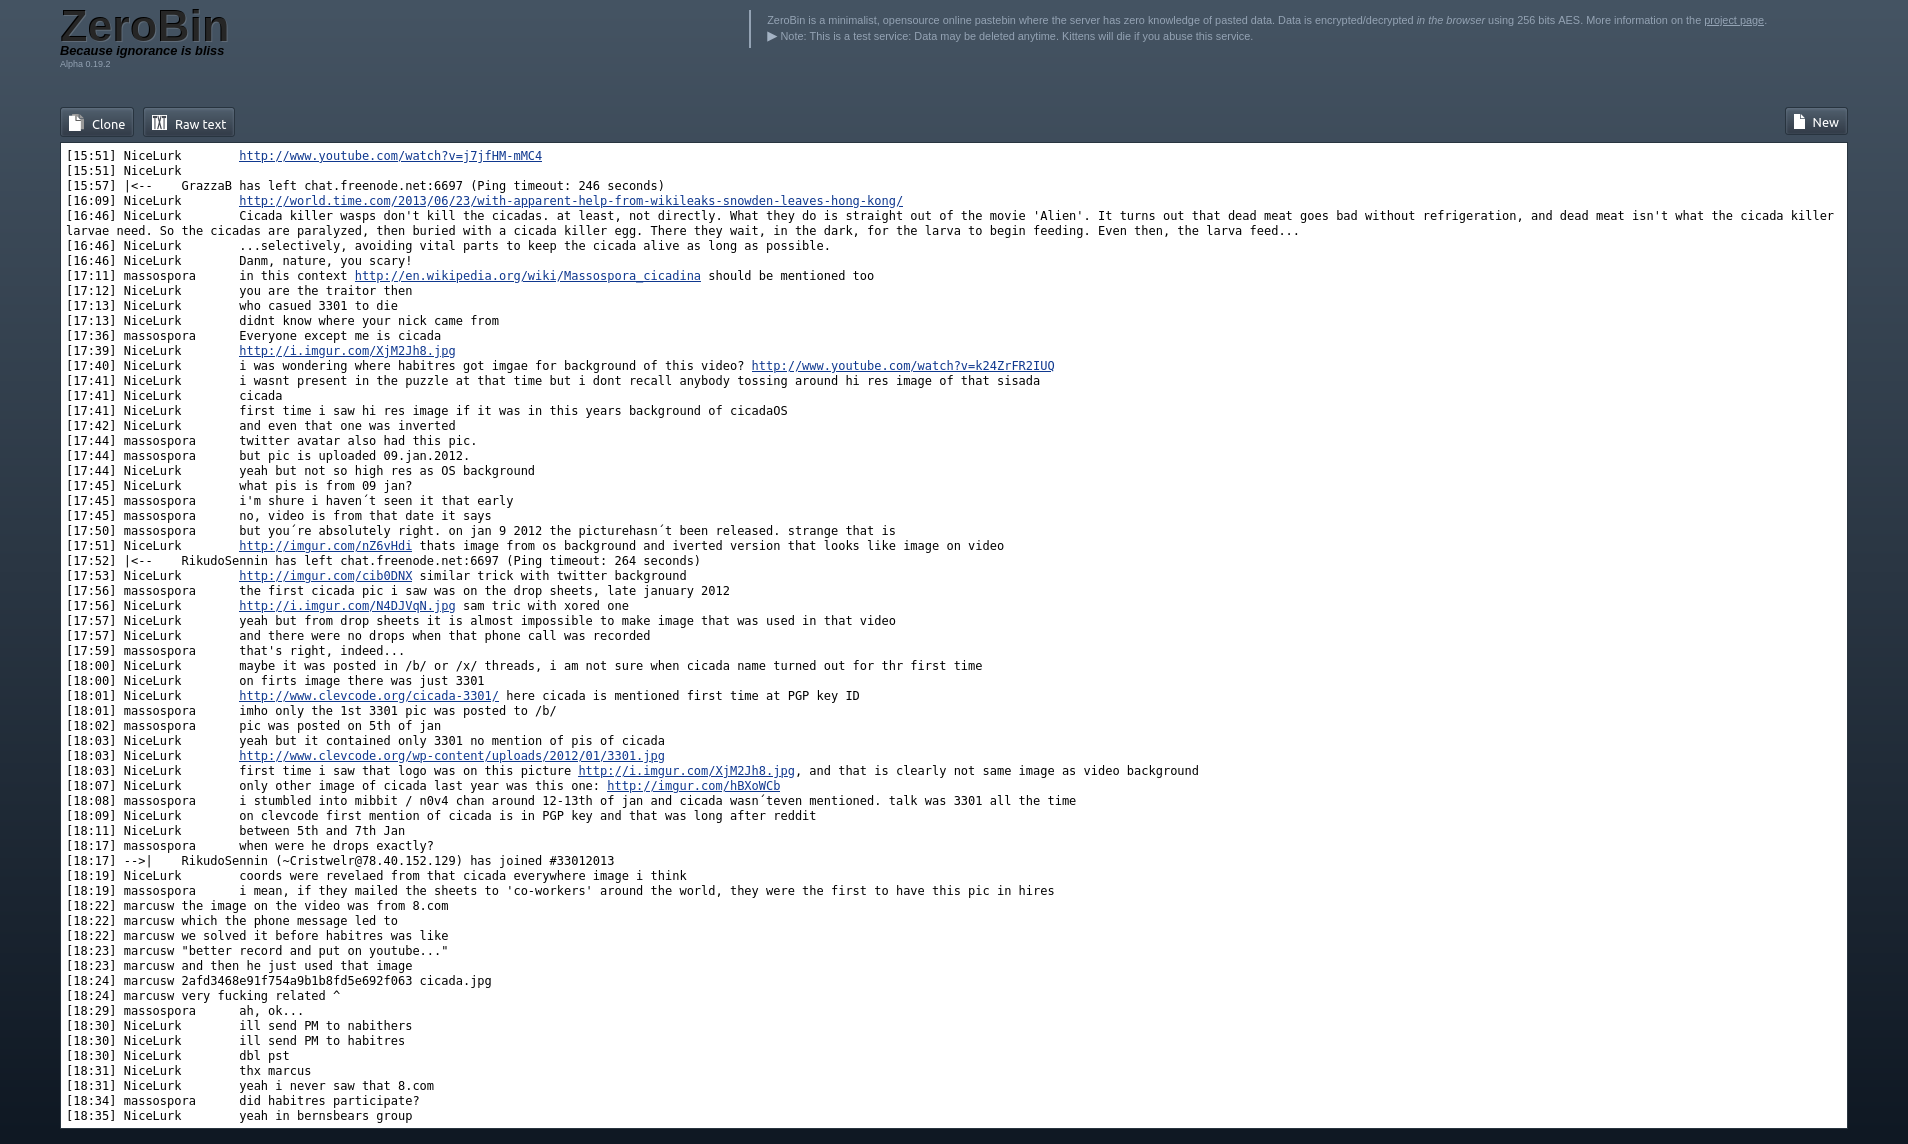 ZeroBin
Because ignorance is bliss
Alpha 0.19.2
ZeroBin is a minimalist, opensource online pastebin where the server has zero knowledge of pasted data. Data is encrypted/decrypted in the browser using 256 bits AES. More information on the project page.
▶ Note: This is a test service: Data may be deleted anytime. Kittens will die if you abuse this service.
Clone
Raw text
New
[15:51] NiceLurk http://www.youtube.com/watch?v=j7jfHM-mMC4
[15:51] NiceLurk
[15:57] |<-- GrazzaB has left chat.freenode.net:6697 (Ping timeout: 246 seconds)
[16:09] NiceLurk http://world.time.com/2013/06/23/with-apparent-help-from-wikileaks-snowden-leaves-hong-kong/
[16:46] NiceLurk Cicada killer wasps don't kill the cicadas. at least, not directly. What they do is straight out of the movie 'Alien'. It turns out that dead meat goes bad without refrigeration, and dead meat isn't what the cicada killer
larvae need. So the cicadas are paralyzed, then buried with a cicada killer egg. There they wait, in the dark, for the larva to begin feeding. Even then, the larva feed...
[16:46] NiceLurk ...selectively, avoiding vital parts to keep the cicada alive as long as possible.
[16:46] NiceLurk Danm, nature, you scary!
[17:11] massospora in this context http://en.wikipedia.org/wiki/Massospora_cicadina should be mentioned too
[17:12] NiceLurk you are the traitor then
[17:13] NiceLurk who casued 3301 to die
[17:13] NiceLurk didnt know where your nick came from
[17:36] massospora Everyone except me is cicada
[17:39] NiceLurk http://i.imgur.com/XjM2Jh8.jpg
[17:40] NiceLurk i was wondering where habitres got imgae for background of this video? http://www.youtube.com/watch?v=k24ZrFR2IUQ
[17:41] NiceLurk i wasnt present in the puzzle at that time but i dont recall anybody tossing around hi res image of that sisada
[17:41] NiceLurk cicada
[17:41] NiceLurk first time i saw hi res image if it was in this years background of cicadaOS
[17:42] NiceLurk and even that one was inverted
[17:44] massospora twitter avatar also had this pic.
[17:44] massospora but pic is uploaded 09.jan.2012.
[17:44] NiceLurk yeah but not so high res as OS background
[17:45] NiceLurk what pis is from 09 jan?
[17:45] massospora i'm shure i haven´t seen it that early
[17:45] massospora no, video is from that date it says
[17:50] massospora but you´re absolutely right. on jan 9 2012 the picturehasn´t been released. strange that is
[17:51] NiceLurk http://imgur.com/nZ6vHdi thats image from os background and iverted version that looks like image on video
[17:52] |<-- RikudoSennin has left chat.freenode.net:6697 (Ping timeout: 264 seconds)
[17:53] NiceLurk http://imgur.com/cib0DNX similar trick with twitter background
[17:56] massospora the first cicada pic i saw was on the drop sheets, late january 2012
[17:56] NiceLurk http://i.imgur.com/N4DJVqN.jpg sam tric with xored one
[17:57] NiceLurk yeah but from drop sheets it is almost impossible to make image that was used in that video
[17:57] NiceLurk and there were no drops when that phone call was recorded
[17:59] massospora that's right, indeed...
[18:00] NiceLurk maybe it was posted in /b/ or /x/ threads, i am not sure when cicada name turned out for thr first time
[18:00] NiceLurk on firts image there was just 3301
[18:01] NiceLurk http://www.clevcode.org/cicada-3301/ here cicada is mentioned first time at PGP key ID
[18:01] massospora imho only the 1st 3301 pic was posted to /b/
[18:02] massospora pic was posted on 5th of jan
[18:03] NiceLurk yeah but it contained only 3301 no mention of pis of cicada
[18:03] NiceLurk http://www.clevcode.org/wp-content/uploads/2012/01/3301.jpg
[18:03] NiceLurk first time i saw that logo was on this picture http://i.imgur.com/XjM2Jh8.jpg, and that is clearly not same image as video background
[18:07] NiceLurk only other image of cicada last year was this one: http://imgur.com/hBXoWCb
[18:08] massospora i stumbled into mibbit / n0v4 chan around 12-13th of jan and cicada wasn´teven mentioned. talk was 3301 all the time
[18:09] NiceLurk on clevcode first mention of cicada is in PGP key and that was long after reddit
[18:11] NiceLurk between 5th and 7th Jan
[18:17] massospora when were he drops exactly?
[18:17] -->| RikudoSennin (~Cristwelr@78.40.152.129) has joined #33012013
[18:19] NiceLurk coords were revelaed from that cicada everywhere image i think
[18:19] massospora i mean, if they mailed the sheets to 'co-workers' around the world, they were the first to have this pic in hires
[18:22] marcusw the image on the video was from 8.com
[18:22] marcusw which the phone message led to
[18:22] marcusw we solved it before habitres was like
[18:23] marcusw "better record and put on youtube..."
[18:23] marcusw and then he just used that image
[18:24] marcusw 2afd3468e91f754a9b1b8fd5e692f063 cicada.jpg
[18:24] marcusw very fucking related ^
[18:29] massospora ah, ok...
[18:30] NiceLurk ill send PM to nabithers
[18:30] NiceLurk ill send PM to habitres
[18:30] NiceLurk dbl pst
[18:31] NiceLurk thx marcus
[18:31] NiceLurk yeah i never saw that 8.com
[18:34] massospora did habitres participate?
[18:35] NiceLurk yeah in bernsbears group